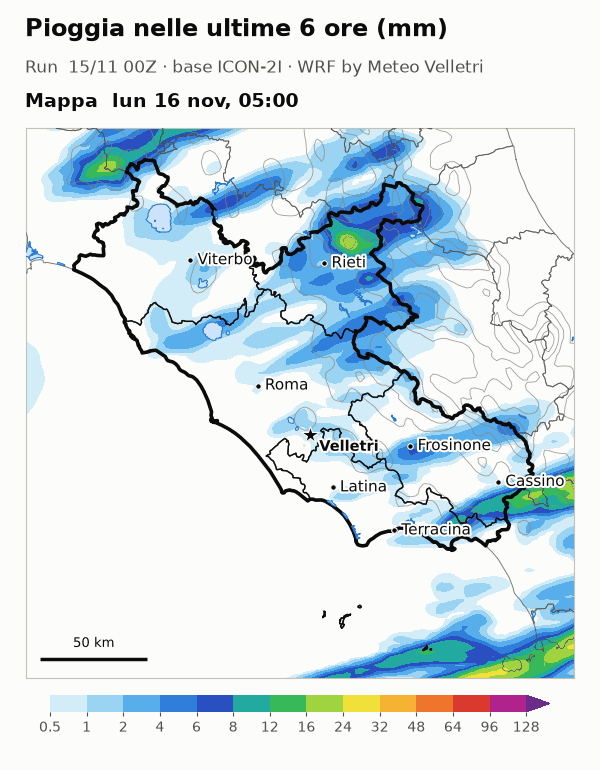 Pioggia nelle ultime 6 ore (mm)
Run  15/11 00Z · base ICON-2I · WRF by Meteo Velletri
Mappa  lun 16 nov, 05:00
Viterbo
Rieti
Roma
Velletri
Frosinone
Latina
Cassino
Terracina
50 km
0.5 1 2 4 6 8 12 16 24 32 48 64 96 128